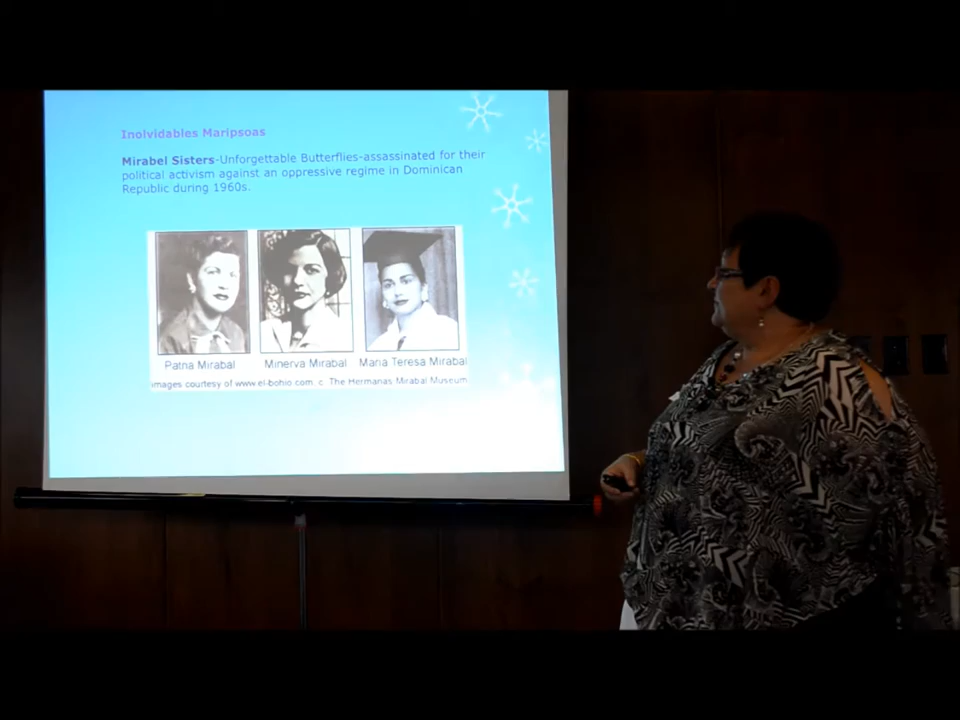 Inolvidables Maripsoas
Mirabel Sisters-Unforgettable Butterflies-assassinated for their
political activism against an oppressive regime in Dominican
Republic during 1960s.
Patria Mirabal Minerva Mirabal Maria Teresa Mirabal
images courtesy of www.el-bohio.com. c. The Hermanas Mirabal Museum